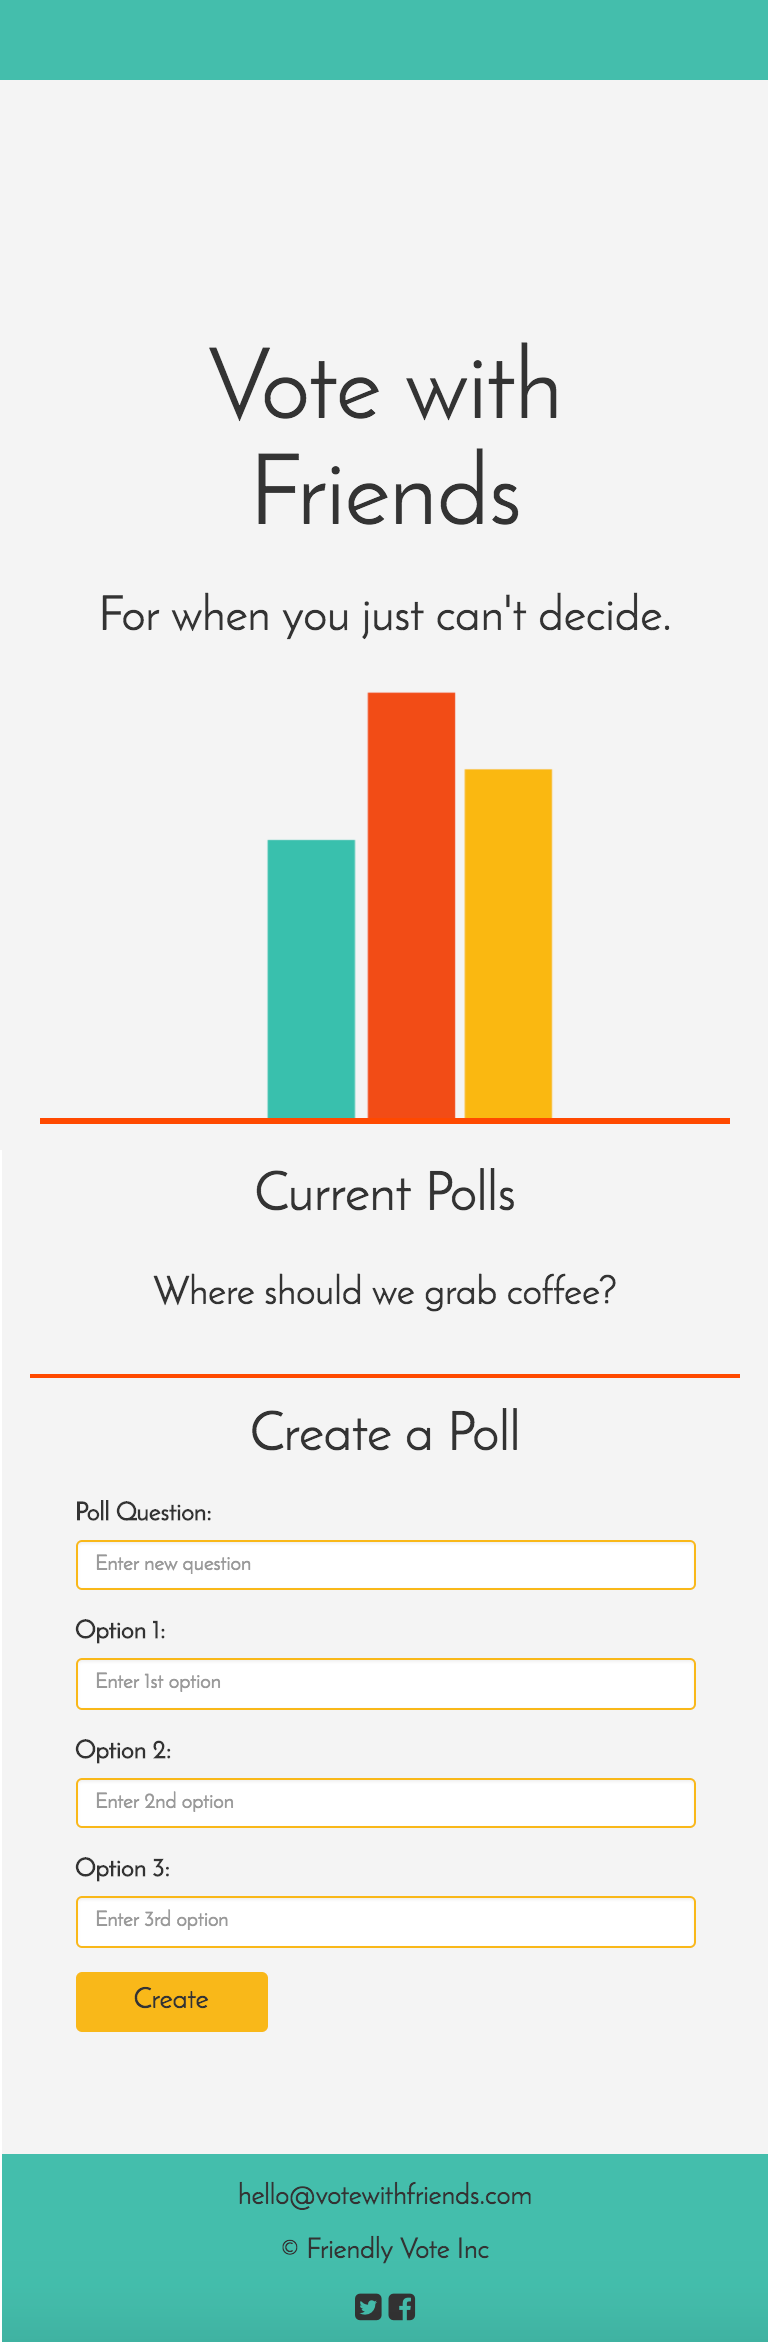 Vote with
Friends
For when you just can't decide.
Current Polls
Where should we grab coffee?
Create a Poll
Poll Question:
Enter new question
Option 1:
Enter 1st option
Option 2:
Enter 2nd option
Option 3:
Enter 3rd option
Create
hello@votewithfriends.com
© Friendly Vote Inc